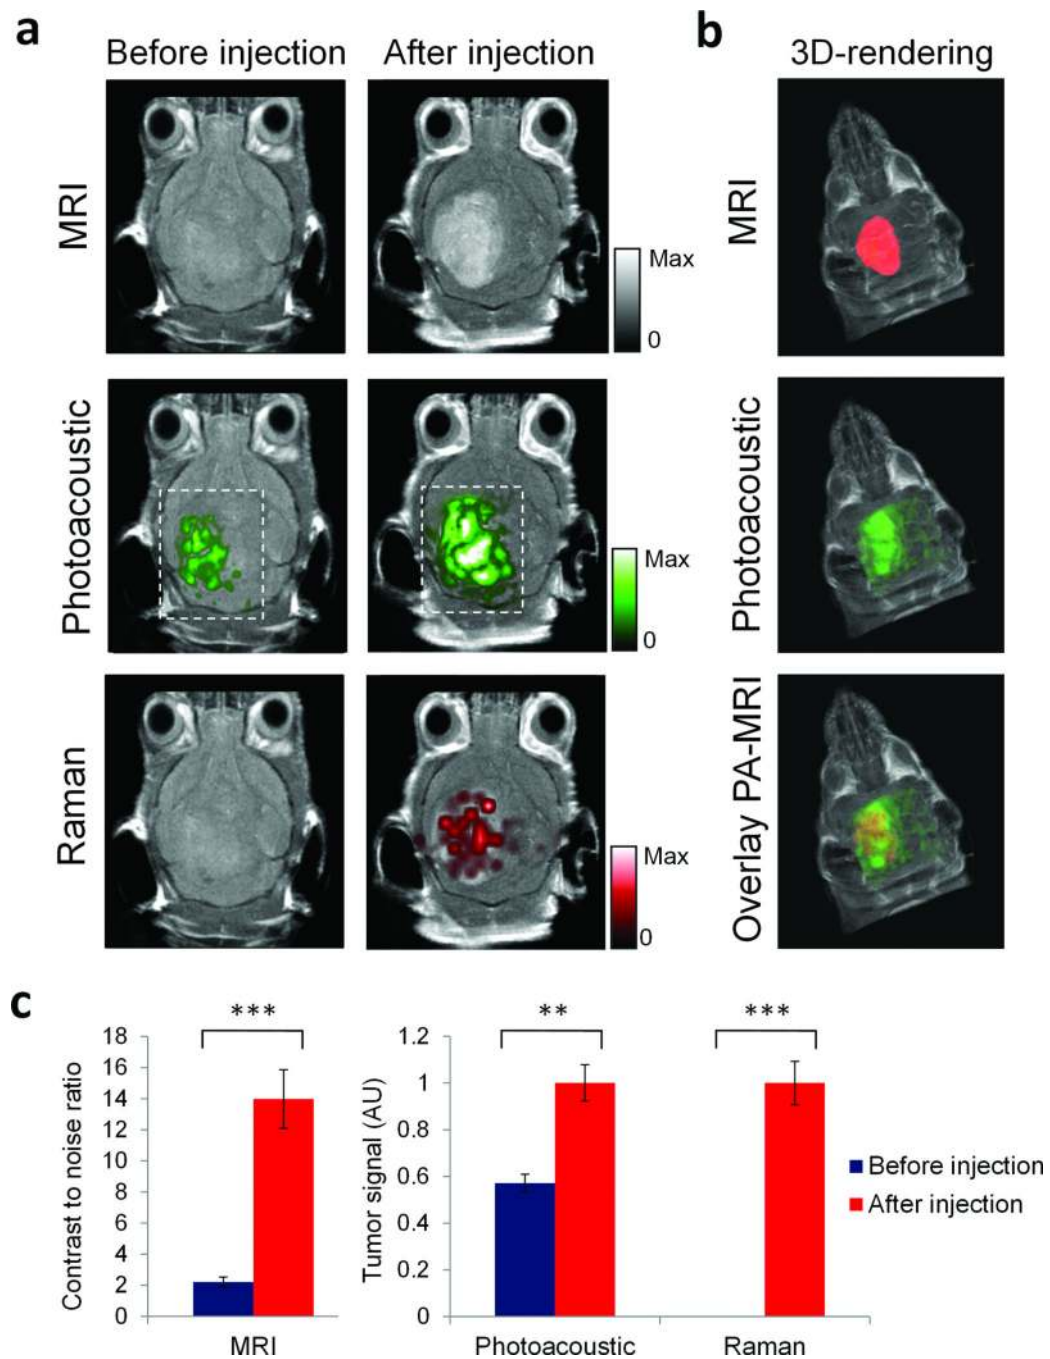 a
b
Before injection
After injection
3D-rendering
MRI
Max
0
MRI
Photoacoustic
Max
0
Photoacoustic
Raman
Max
0
Overlay PA-MRI
c
Contrast to noise ratio
18
16
14
12
10
8
6
4
2
0
***
MRI
Tumor signal (AU)
1.2
1
0.8
0.6
0.4
0.2
0
**
***
Photoacoustic
Raman
Before injection
After injection